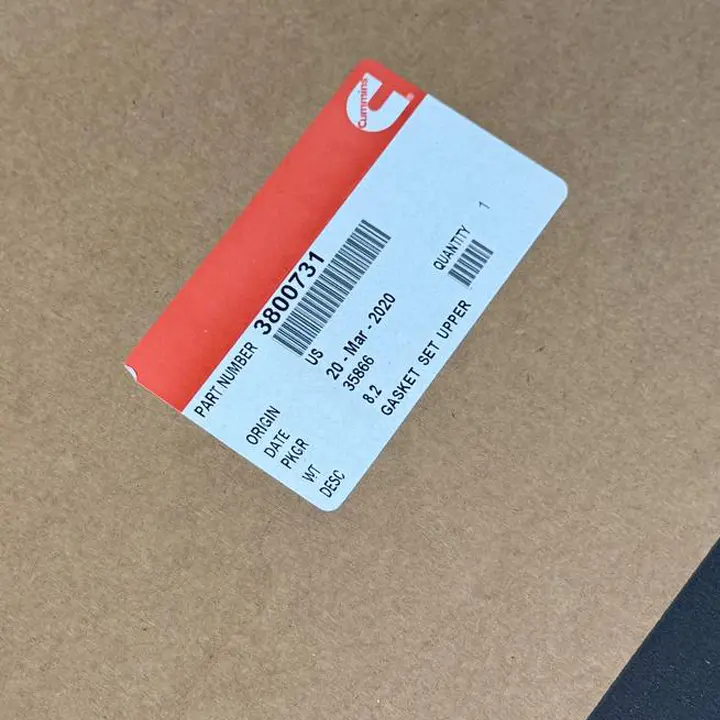 Cummins
PART NUMBER 3800731
ORIGIN US QUANTITY 1
DATE 20 - Mar - 2020
PKGR 35866
WT 8.2
DESC GASKET SET UPPER